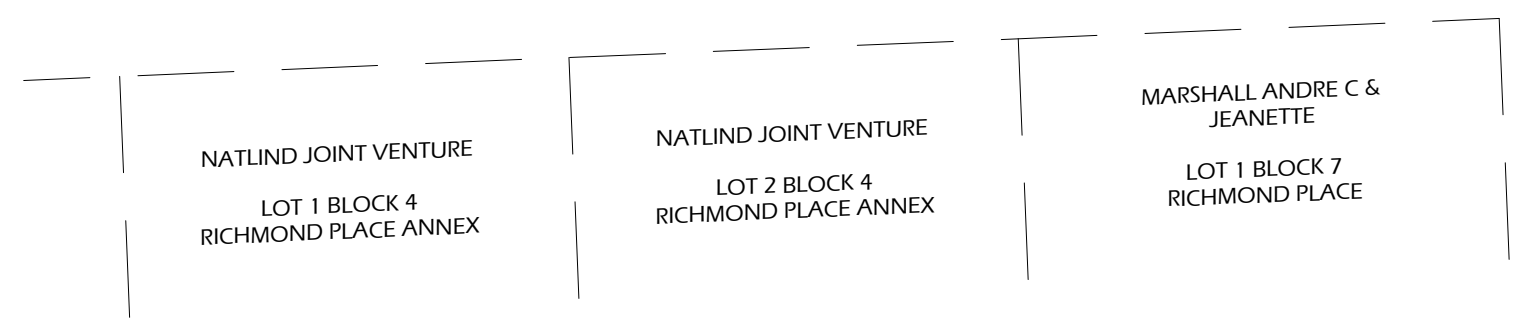 NATLIND JOINT VENTURE
LOT 1 BLOCK 4
RICHMOND PLACE ANNEX
NATLIND JOINT VENTURE
LOT 2 BLOCK 4
RICHMOND PLACE ANNEX
MARSHALL ANDRE C &
JEANETTE
LOT 1 BLOCK 7
RICHMOND PLACE